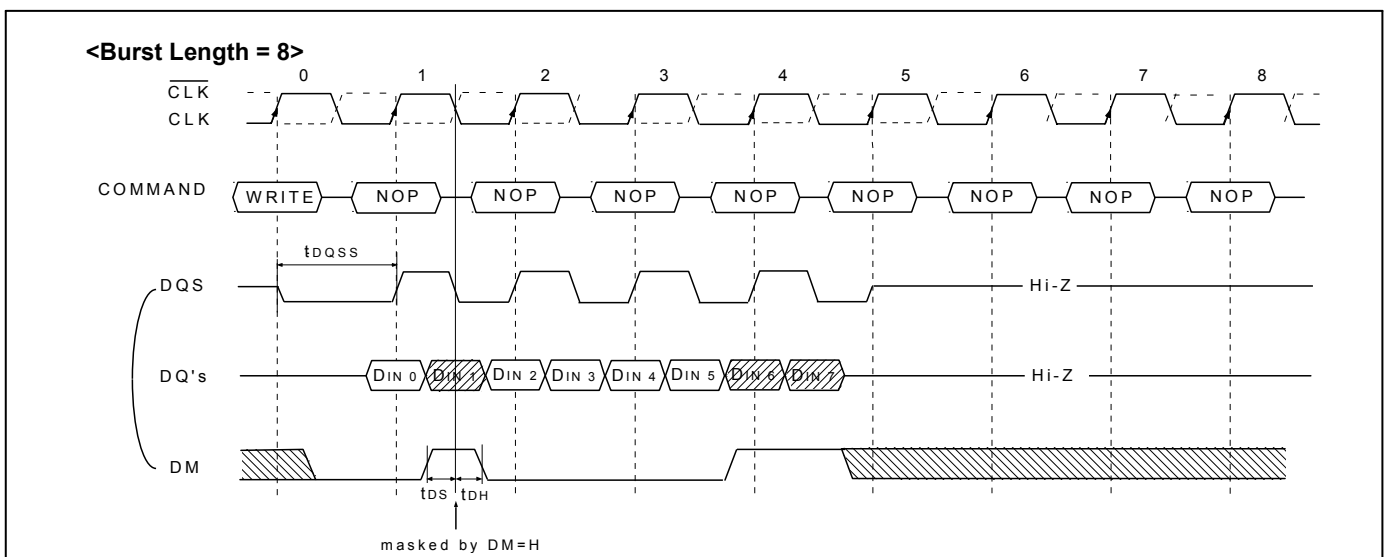 <Burst Length = 8>
0 1 2 3 4 5 6 7 8
CLK
CLK
COMMAND WRITE NOP NOP NOP NOP NOP NOP NOP NOP
tDQSS
DQS Hi-Z
DQ's DIN 0 DIN 1 DIN 2 DIN 3 DIN 4 DIN 5 DIN 6 DIN 7 Hi-Z
DM
tDS tDH
masked by DM=H